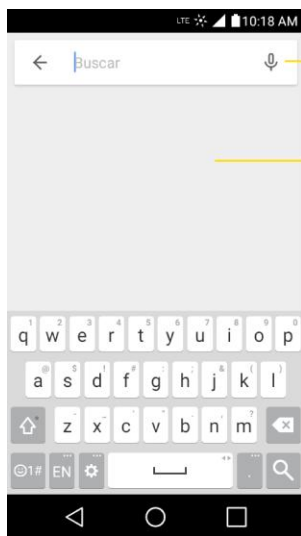 LTE 10:18 AM
Buscar
1 2 3 4 5 6 7 8 9 0
q w e r t y u i o p
@ $ ! # * ( )
a s d f g h j k l
z x c v b n m ?
☺1# EN .